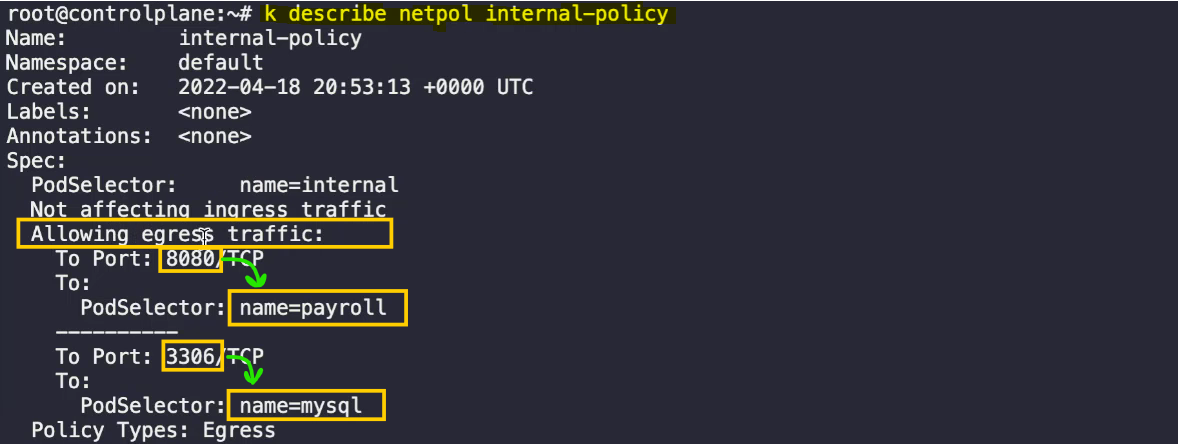 root@controlplane:~# k describe netpol internal-policy
Name:         internal-policy
Namespace:    default
Created on:   2022-04-18 20:53:13 +0000 UTC
Labels:       <none>
Annotations:  <none>
Spec:
  PodSelector:     name=internal
  Not affecting ingress traffic
  Allowing egress traffic:
    To Port: 8080/TCP
    To:
      PodSelector: name=payroll
    ----------
    To Port: 3306/TCP
    To:
      PodSelector: name=mysql
  Policy Types: Egress